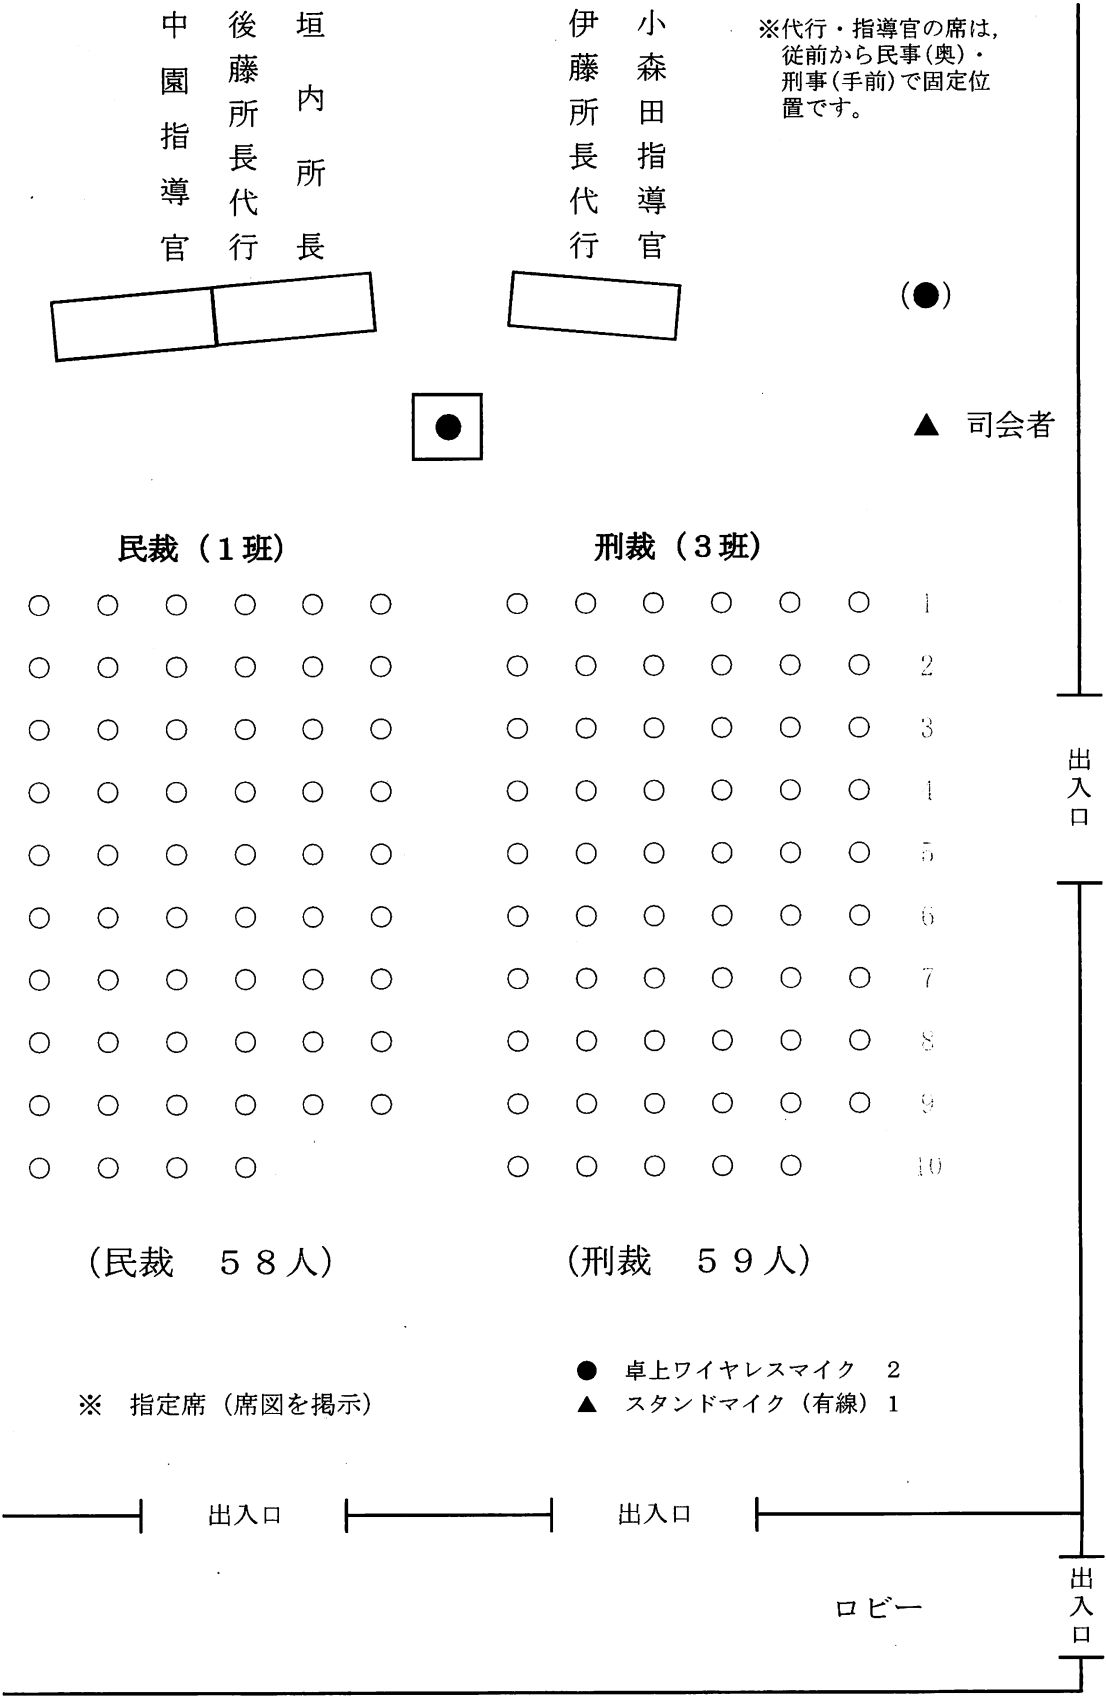 中園指導官
後藤所長代行
垣内所長
伊藤所長代行
小森田指導官
※代行・指導官の席は,
従前から民事(奥)・
刑事(手前)で固定位
置です。
(●)
▲ 司会者
民裁（１班）
刑裁（３班）
1
2
3
4
5
6
7
8
9
10
出入口
（民裁　５８人）
（刑裁　５９人）
● 卓上ワイヤレスマイク　２
▲ スタンドマイク（有線）１
※　指定席（席図を掲示）
出入口
出入口
出入口
ロビー